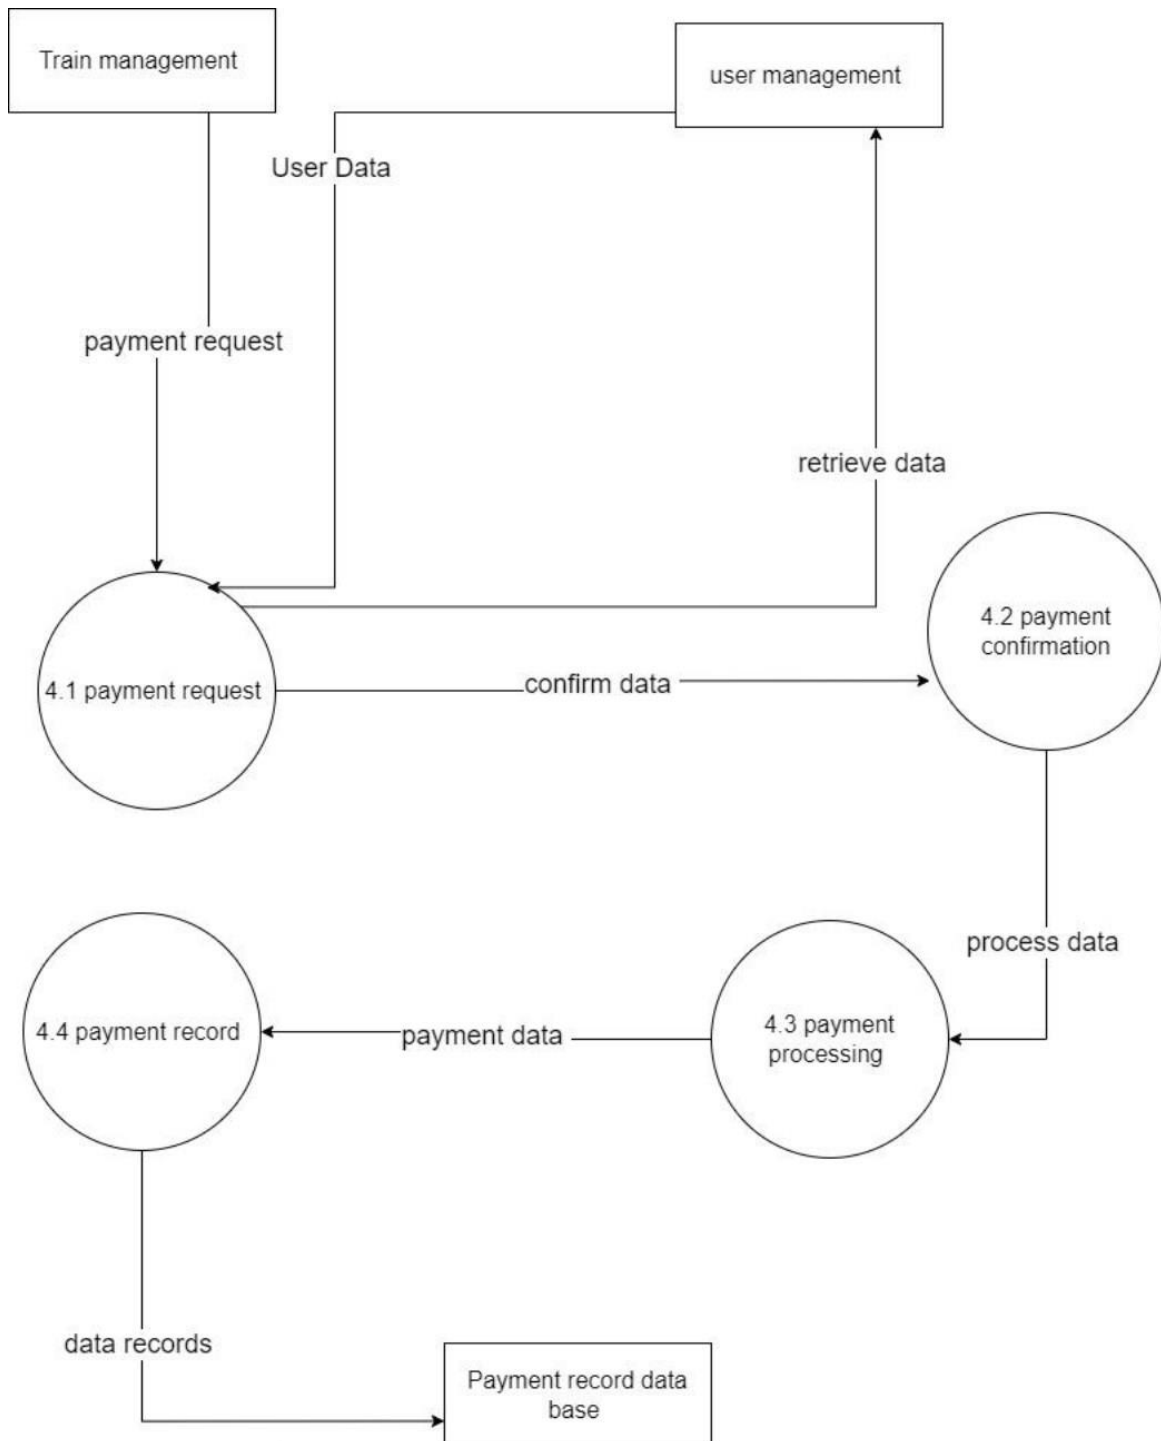 Train management
user management
User Data
payment request
retrieve data
4.2 payment
confirmation
4.1 payment request
confirm data
process data
4.4 payment record
payment data
4.3 payment
processing
data records
Payment record data
base